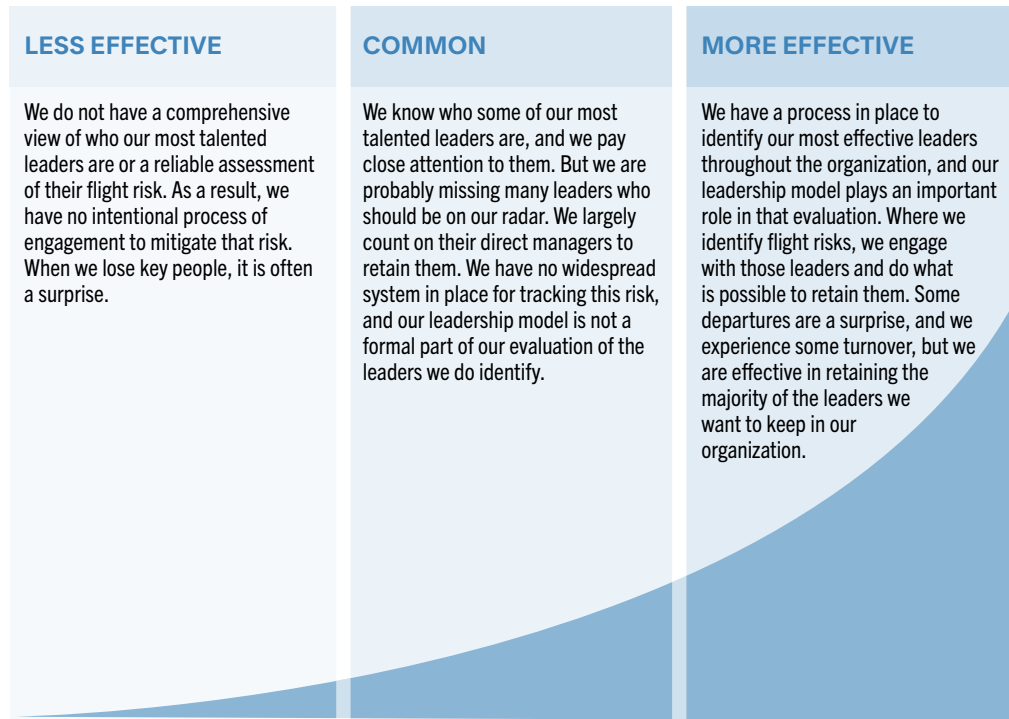 LESS EFFECTIVE
We do not have a comprehensive
view of who our most talented
leaders are or a reliable assessment
of their flight risk. As a result, we
have no intentional process of
engagement to mitigate that risk.
When we lose key people, it is often
a surprise.
COMMON
We know who some of our most
talented leaders are, and we pay
close attention to them. But we are
probably missing many leaders who
should be on our radar. We largely
count on their direct managers to
retain them. We have no widespread
system in place for tracking this risk,
and our leadership model is not a
formal part of our evaluation of the
leaders we do identify.
MORE EFFECTIVE
We have a process in place to
identify our most effective leaders
throughout the organization, and our
leadership model plays an important
role in that evaluation. Where we
identify flight risks, we engage
with those leaders and do what
is possible to retain them. Some
departures are a surprise, and we
experience some turnover, but we
are effective in retaining the
majority of the leaders we
want to keep in our
organization.